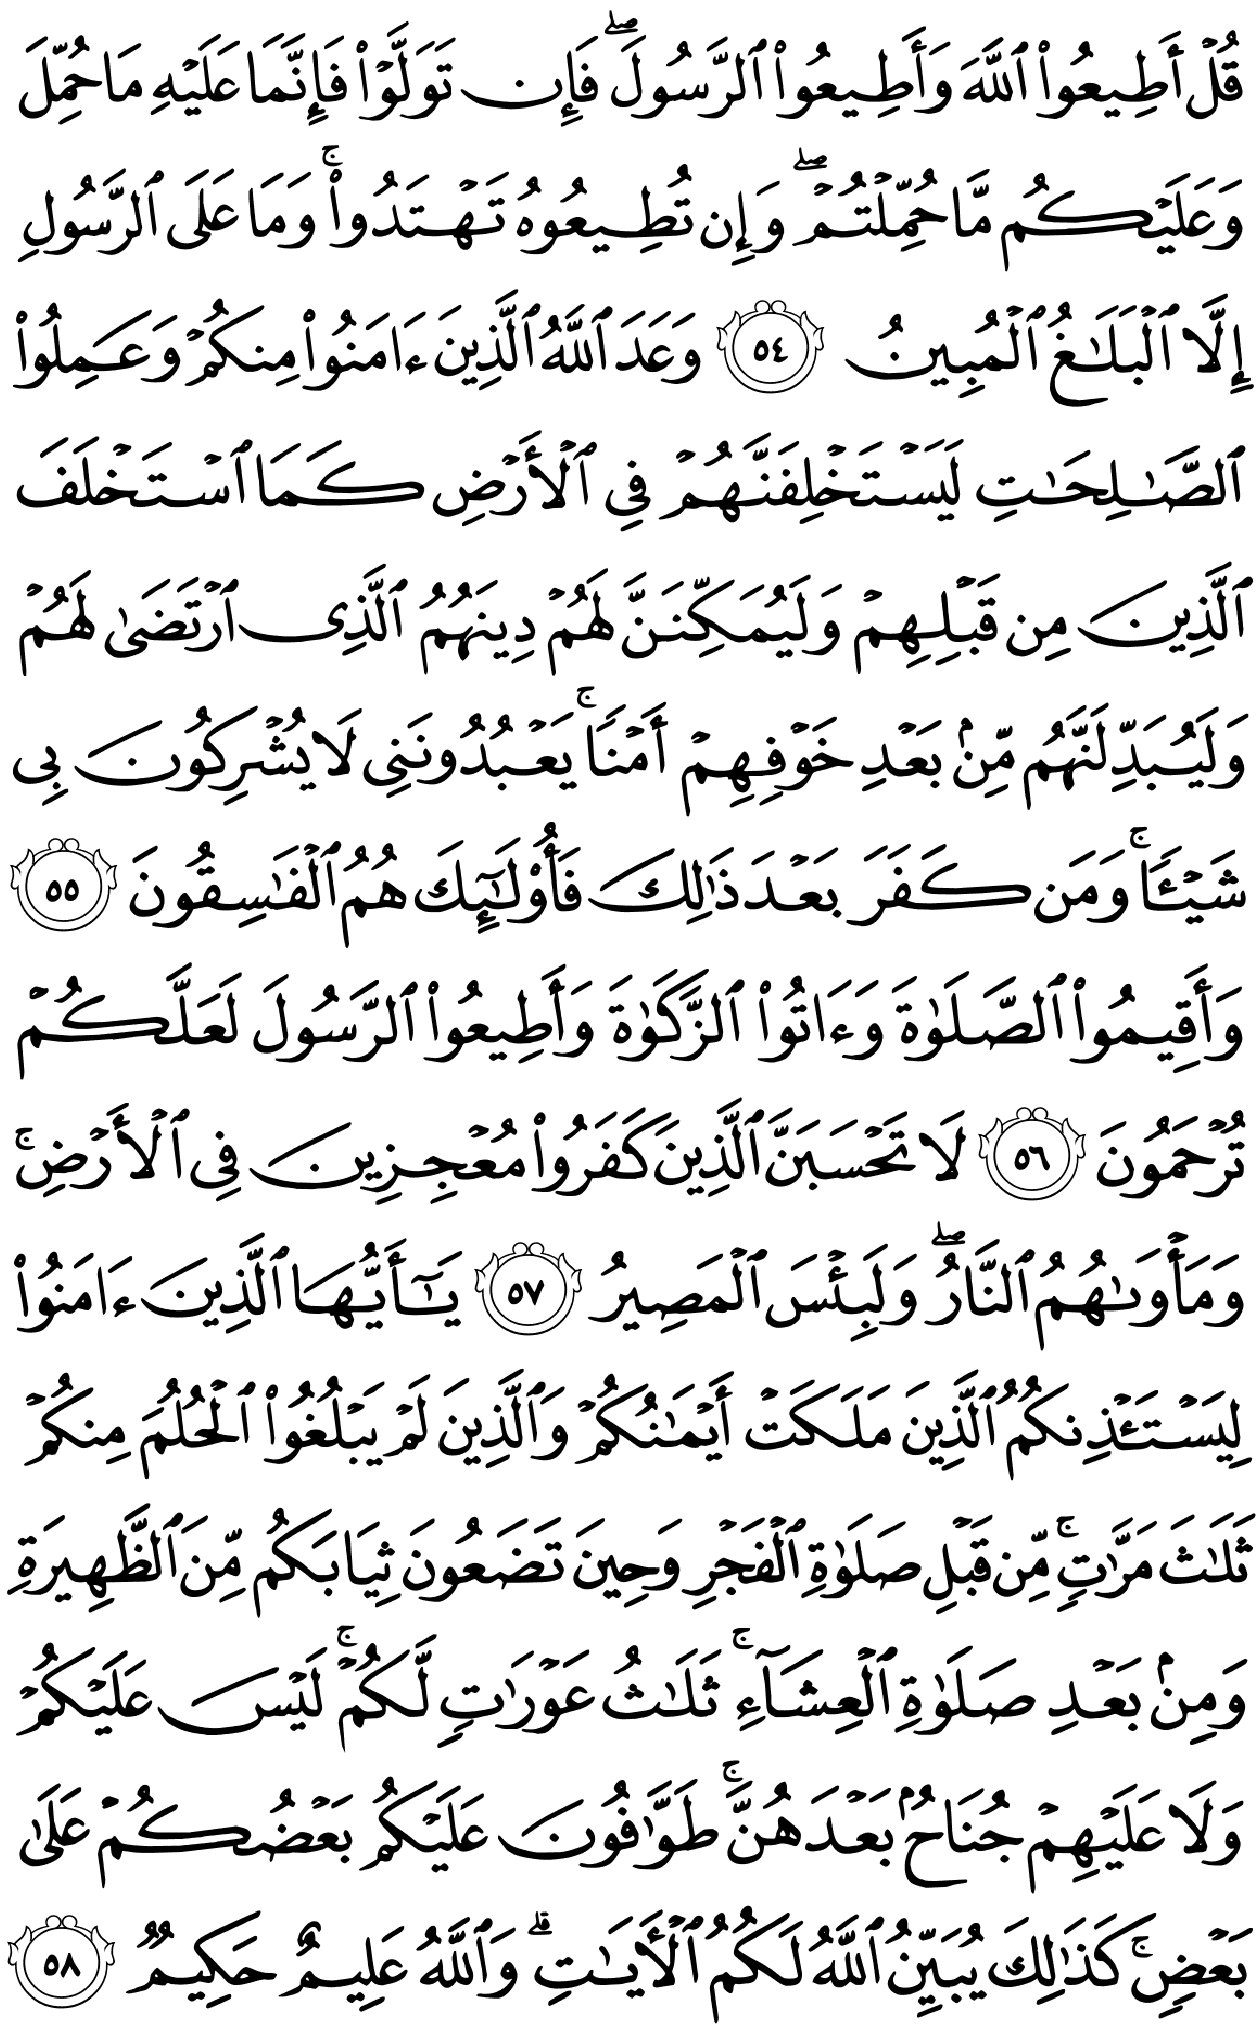 قُلۡ أَطِيعُواْ ٱللَّهَ وَأَطِيعُواْ ٱلرَّسُولَۖ فَإِن تَوَلَّوۡاْ فَإِنَّمَا عَلَيۡهِ مَا حُمِّلَ
وَعَلَيۡكُم مَّا حُمِّلۡتُمۡۖ وَإِن تُطِيعُوهُ تَهۡتَدُواْۚ وَمَا عَلَى ٱلرَّسُولِ
إِلَّا ٱلۡبَلَٰغُ ٱلۡمُبِينُ ٥٤ وَعَدَ ٱللَّهُ ٱلَّذِينَ ءَامَنُواْ مِنكُمۡ وَعَمِلُواْ
ٱلصَّٰلِحَٰتِ لَيَسۡتَخۡلِفَنَّهُمۡ فِي ٱلۡأَرۡضِ كَمَا ٱسۡتَخۡلَفَ
ٱلَّذِينَ مِن قَبۡلِهِمۡ وَلَيُمَكِّنَنَّ لَهُمۡ دِينَهُمُ ٱلَّذِي ٱرۡتَضَىٰ لَهُمۡ
وَلَيُبَدِّلَنَّهُم مِّنۢ بَعۡدِ خَوۡفِهِمۡ أَمۡنٗاۚ يَعۡبُدُونَنِي لَا يُشۡرِكُونَ بِي
شَيۡـٔٗاۚ وَمَن كَفَرَ بَعۡدَ ذَٰلِكَ فَأُوْلَٰٓئِكَ هُمُ ٱلۡفَٰسِقُونَ ٥٥
وَأَقِيمُواْ ٱلصَّلَوٰةَ وَءَاتُواْ ٱلزَّكَوٰةَ وَأَطِيعُواْ ٱلرَّسُولَ لَعَلَّكُمۡ
تُرۡحَمُونَ ٥٦ لَا تَحۡسَبَنَّ ٱلَّذِينَ كَفَرُواْ مُعۡجِزِينَ فِي ٱلۡأَرۡضِۚ
وَمَأۡوَىٰهُمُ ٱلنَّارُۖ وَلَبِئۡسَ ٱلۡمَصِيرُ ٥٧ يَٰٓأَيُّهَا ٱلَّذِينَ ءَامَنُواْ
لِيَسۡتَـٔۡذِنكُمُ ٱلَّذِينَ مَلَكَتۡ أَيۡمَٰنُكُمۡ وَٱلَّذِينَ لَمۡ يَبۡلُغُواْ ٱلۡحُلُمَ مِنكُمۡ
ثَلَٰثَ مَرَّٰتٖۚ مِّن قَبۡلِ صَلَوٰةِ ٱلۡفَجۡرِ وَحِينَ تَضَعُونَ ثِيَابَكُم مِّنَ ٱلظَّهِيرَةِ
وَمِنۢ بَعۡدِ صَلَوٰةِ ٱلۡعِشَآءِۚ ثَلَٰثُ عَوۡرَٰتٖ لَّكُمۡۚ لَيۡسَ عَلَيۡكُمۡ
وَلَا عَلَيۡهِمۡ جُنَاحُۢ بَعۡدَهُنَّۚ طَوَّٰفُونَ عَلَيۡكُم بَعۡضُكُمۡ عَلَىٰ
بَعۡضٖۚ كَذَٰلِكَ يُبَيِّنُ ٱللَّهُ لَكُمُ ٱلۡأٓيَٰتِۗ وَٱللَّهُ عَلِيمٌ حَكِيمٞ ٥٨